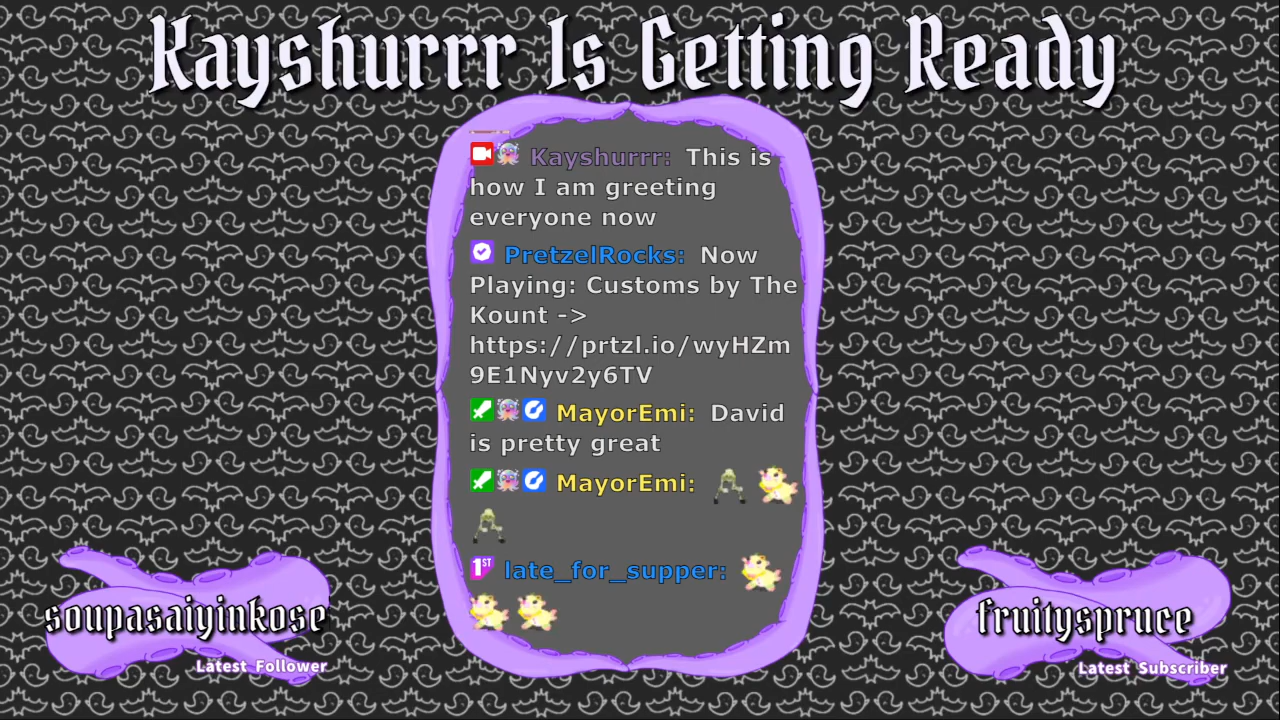 Kayshurrr Is Getting Ready
Kayshurrr: This is
how I am greeting
everyone now
PretzelRocks: Now
Playing: Customs by The
Kount ->
https://prtzl.io/wyHZm
9E1Nyv2y6TV
MayorEmi: David
is pretty great
MayorEmi:
1ST late_for_supper:
soupasaiyinkose
Latest Follower
fruityspruce
Latest Subscriber